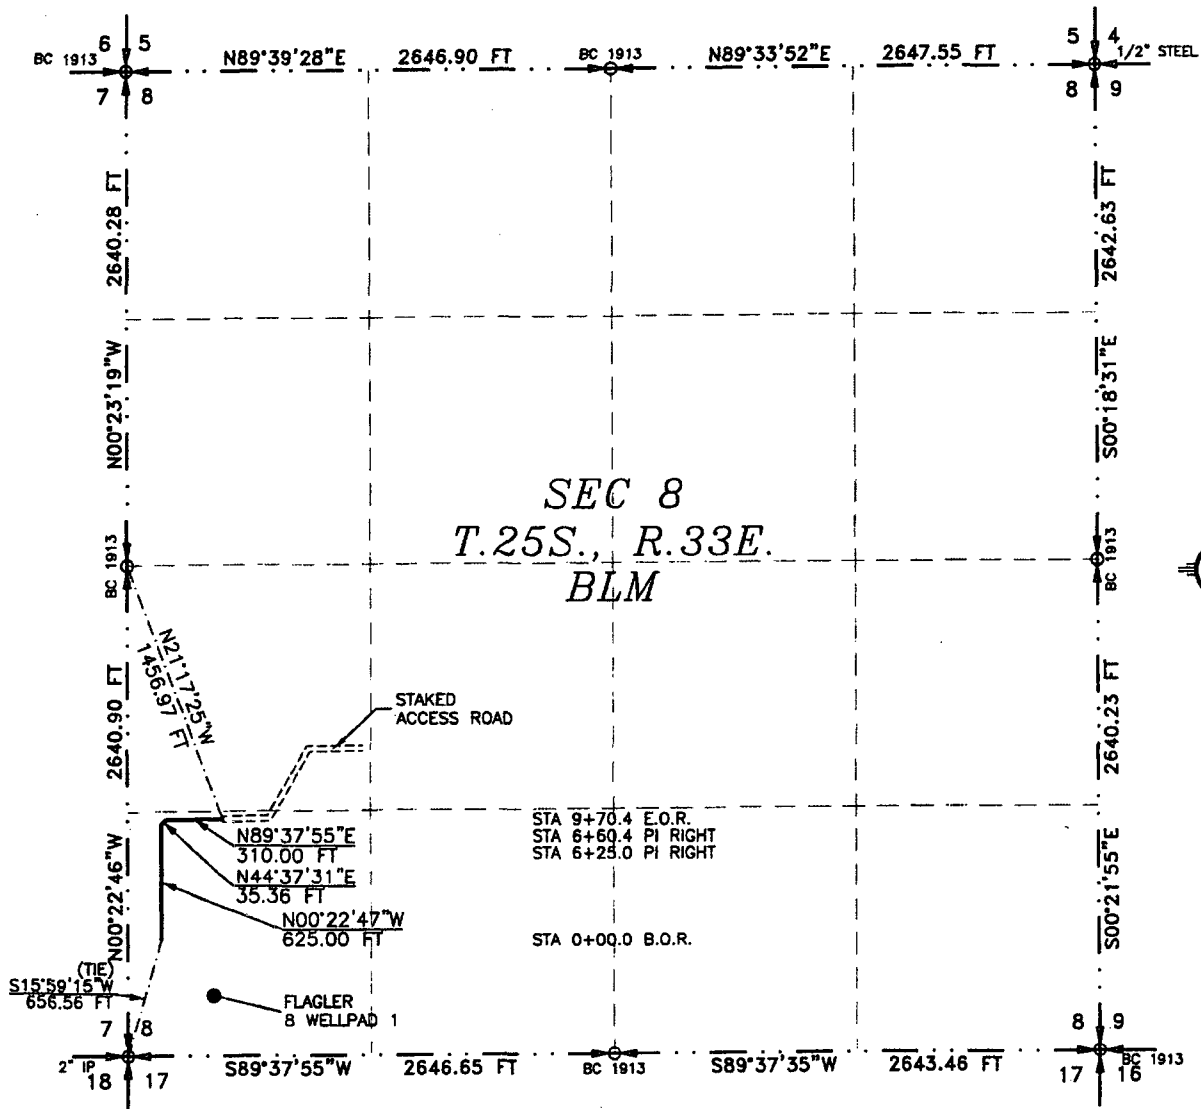 6 5
5 4
BC 1913
N89°39'28"E 2646.90 FT
BC 1913
N89°33'52"E 2647.55 FT
1/2" STEEL
7 8
8 9
2640.28 FT
2642.63 FT
N00°23'19"W
S00°18'31"E
SEC 8
T.25S., R.33E.
BLM
BC 1913
BC 1913
N21°17'25"W
1456.97 FT
2640.90 FT
2640.23 FT
STAKED
ACCESS ROAD
STA 9+70.4 E.O.R.
STA 6+60.4 PI RIGHT
STA 6+25.0 PI RIGHT
N89°37'55"E
310.00 FT
N44°37'31"E
35.36 FT
N00°22'46"W
S00°21'55"E
N00°22'47"W
625.00 FT
STA 0+00.0 B.O.R.
(TIE)
S15°59'15"W
656.56 FT
FLAGLER
8 WELLPAD 1
7 8
8 9
2" IP
S89°37'55"W 2646.65 FT
BC 1913
S89°37'35"W 2643.46 FT
BC 1913
18 17
17 16